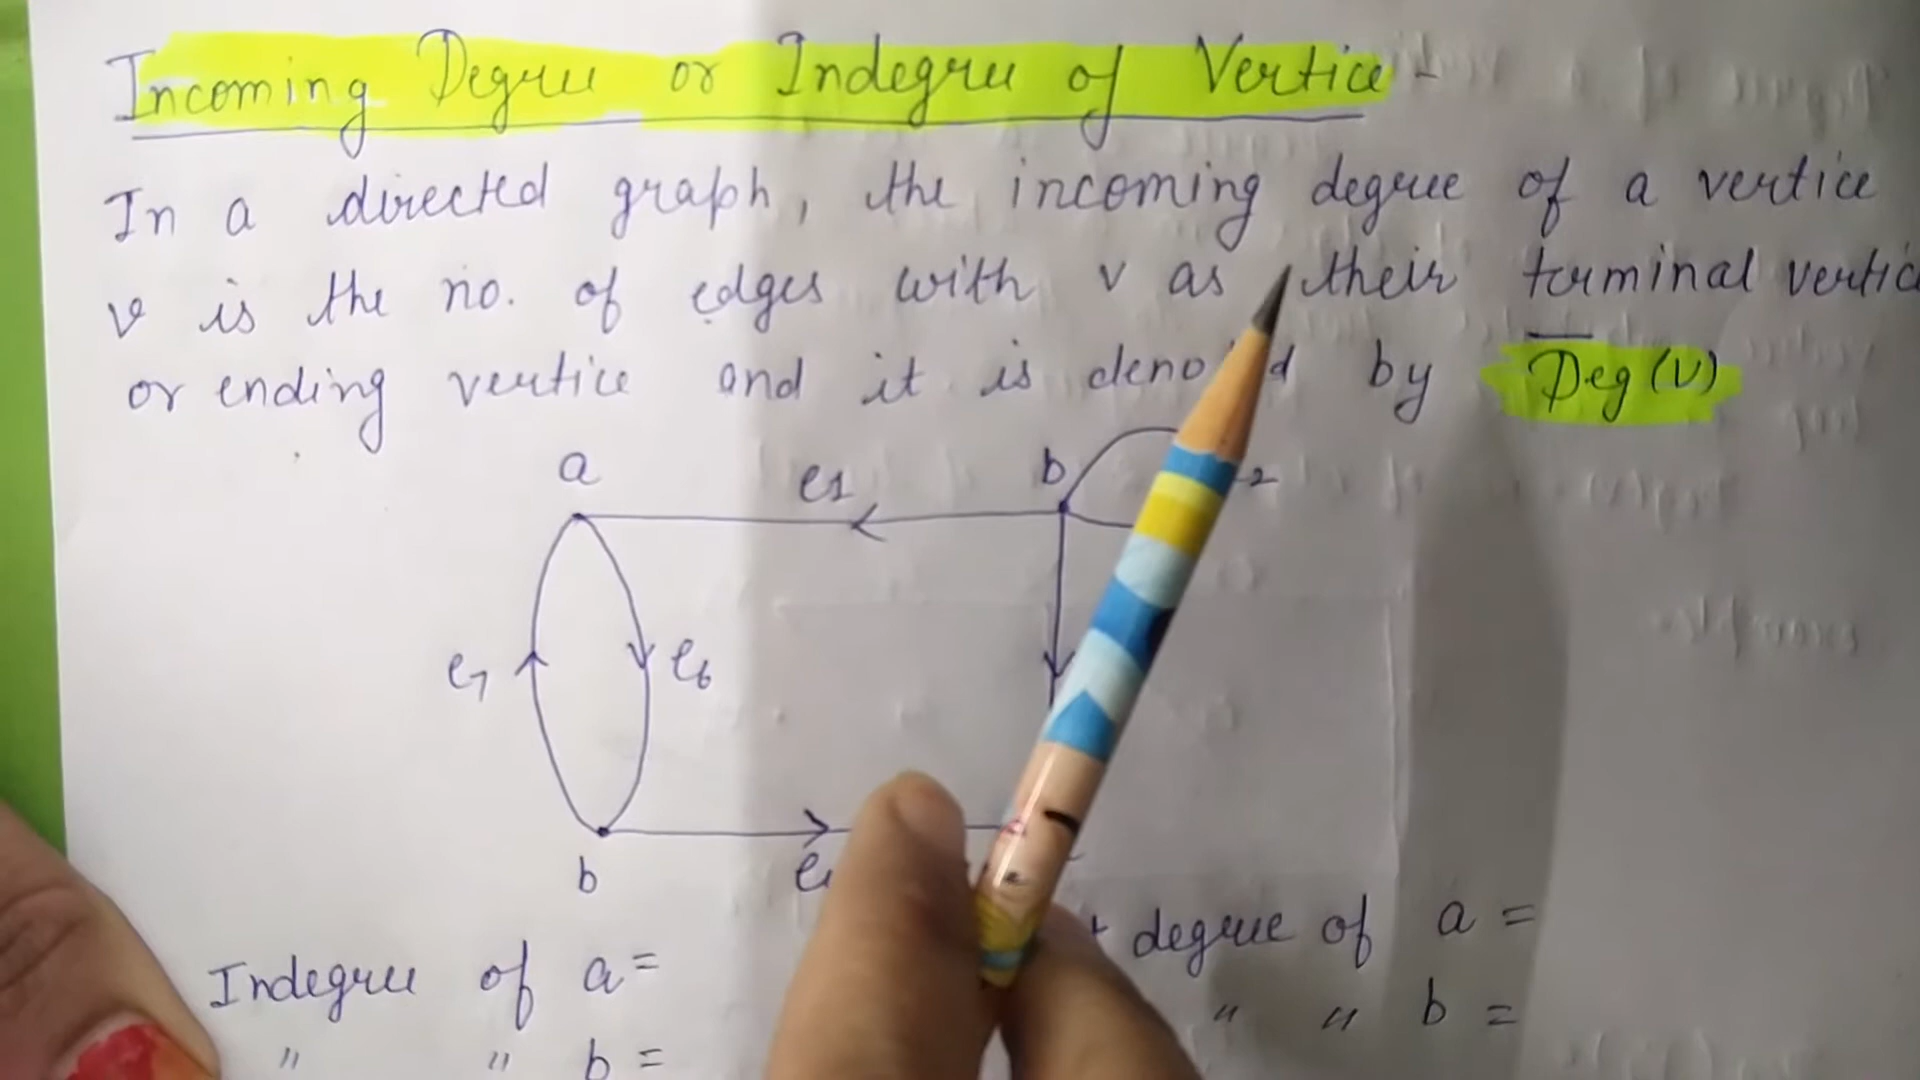 Incoming Degree or Indegree of Vertice -
In a directed graph, the incoming degree of a vertice
v is the no. of edges with v as their terminal
or ending vertice and it is by Deg(V)
a e1 b
e7 e6
b
degree of a =
Indegree of a =
" " b =
" " b =